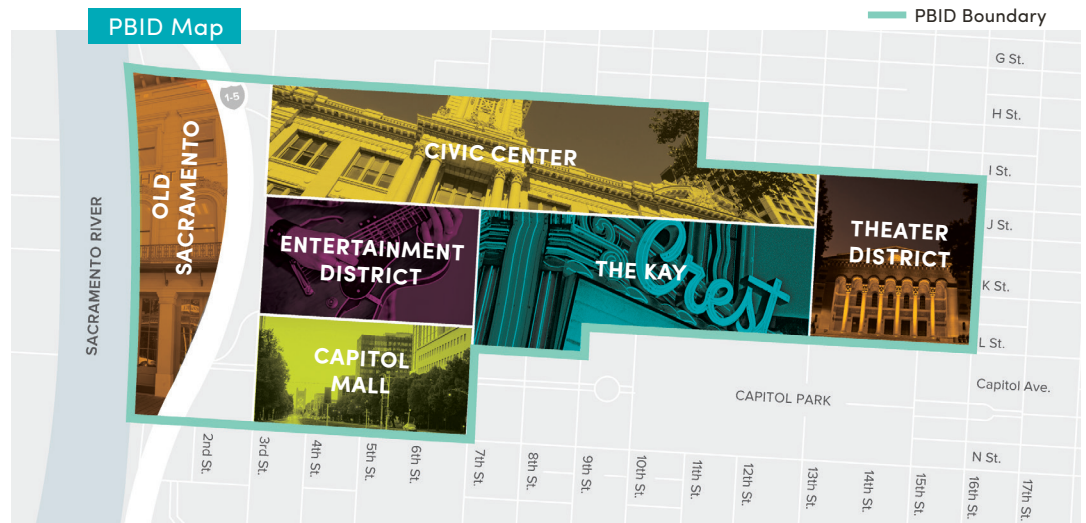 PBID Map
PBID Boundary
G St.
1-5
H St.
CIVIC CENTER
I St.
OLD
SACRAMENTO
SACRAMENTO RIVER
ENTERTAINMENT
DISTRICT
THE KAY
Crest
THEATER
DISTRICT
J St.
K St.
L St.
CAPITOL
MALL
CAPITOL PARK
Capitol Ave.
N St.
2nd St.
3rd St.
4th St.
5th St.
6th St.
7th St.
8th St.
9th St.
10th St.
11th St.
12th St.
13th St.
14th St.
15th St.
16th St.
17th St.